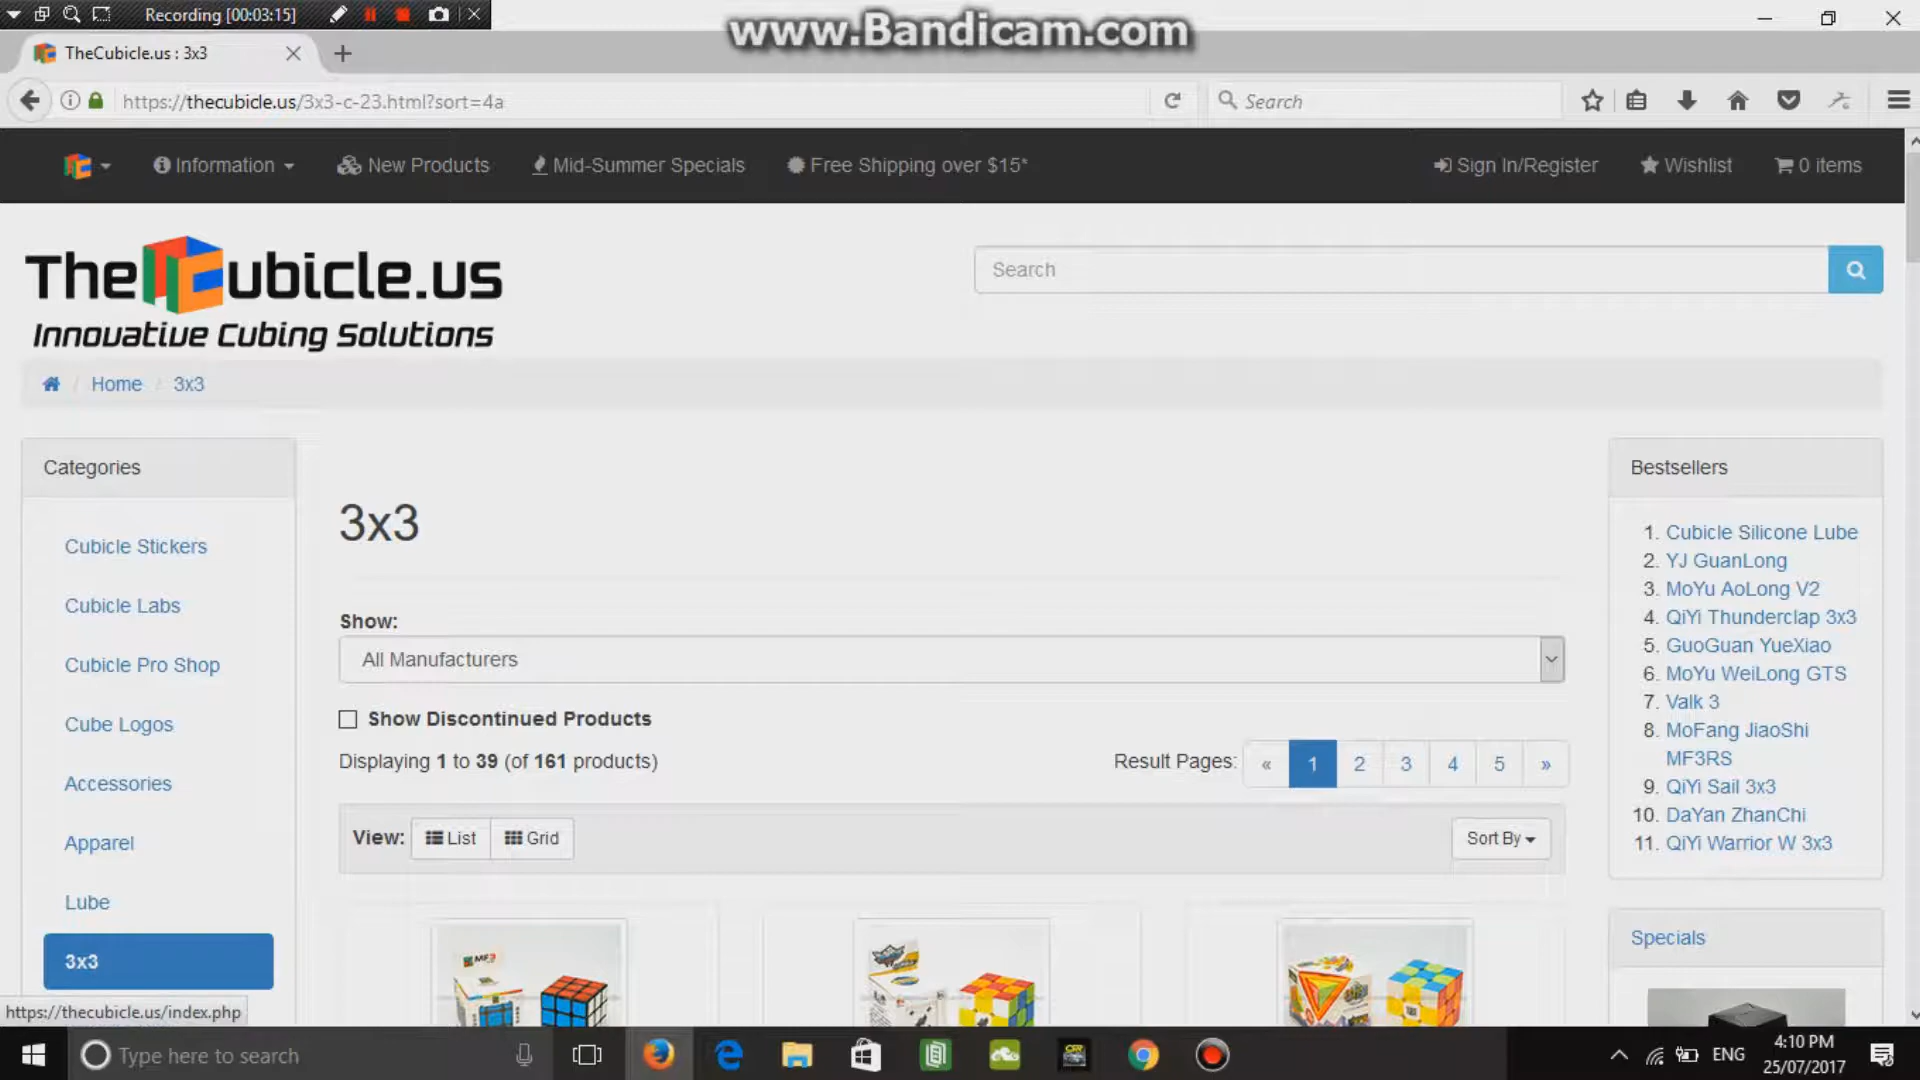 Recording [00:03:15]
www.Bandicam.com
TheCubicle.us : 3x3
https://thecubicle.us/3x3-c-23.html?sort=4a
Search
Information
New Products
Mid-Summer Specials
Free Shipping over $15*
Sign In/Register
Wishlist
0 items
TheCubicle.us
Innovative Cubing Solutions
Search
/ Home / 3x3
Categories
Cubicle Stickers
Cubicle Labs
Cubicle Pro Shop
Cube Logos
Accessories
Apparel
Lube
3x3
3x3
Show:
All Manufacturers
Show Discontinued Products
Displaying 1 to 39 (of 161 products)
Result Pages: « 1 2 3 4 5 »
View: List Grid
Sort By
MF3
Bestsellers
1. Cubicle Silicone Lube
2. YJ GuanLong
3. MoYu AoLong V2
4. QiYi Thunderclap 3x3
5. GuoGuan YueXiao
6. MoYu WeiLong GTS
7. Valk 3
8. MoFang JiaoShi
MF3RS
9. QiYi Sail 3x3
10. DaYan ZhanChi
11. QiYi Warrior W 3x3
Specials
https://thecubicle.us/index.php
Type here to search
ENG
4:10 PM
25/07/2017